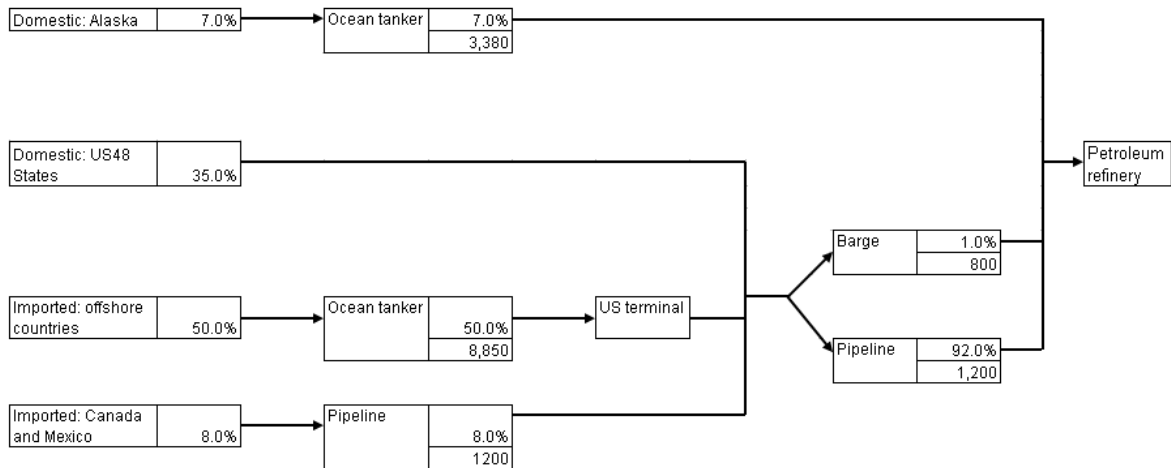 Domestic: Alaska 7.0%
Ocean tanker 7.0%
3,380
Domestic: US48
States 35.0%
Petroleum
refinery
Barge 1.0%
800
Imported: offshore
countries 50.0%
Ocean tanker
50.0%
8,850
US terminal
Pipeline 92.0%
1,200
Imported: Canada
and Mexico 8.0%
Pipeline
8.0%
1200